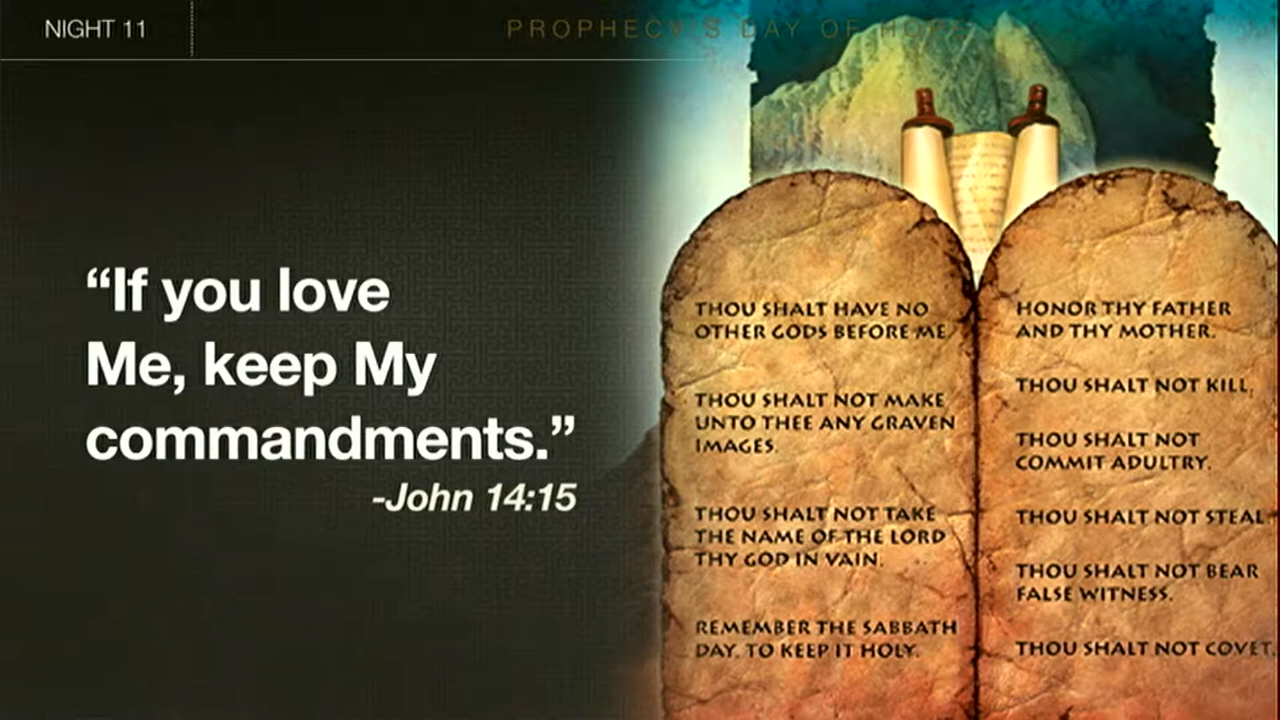 NIGHT 11
PROPHECY'S DAY OF HOPE
“If you love
Me, keep My
commandments.”
-John 14:15
THOU SHALT HAVE NO
OTHER GODS BEFORE ME
THOU SHALT NOT MAKE
UNTO THEE ANY GRAVEN
IMAGES.
THOU SHALT NOT TAKE
THE NAME OF THE LORD
THY GOD IN VAIN.
REMEMBER THE SABBATH
DAY, TO KEEP IT HOLY.
HONOR THY FATHER
AND THY MOTHER.
THOU SHALT NOT KILL,
THOU SHALT NOT
COMMIT ADULTRY.
THOU SHALT NOT STEAL
THOU SHALT NOT BEAR
FALSE WITNESS.
THOU SHALT NOT COVET.